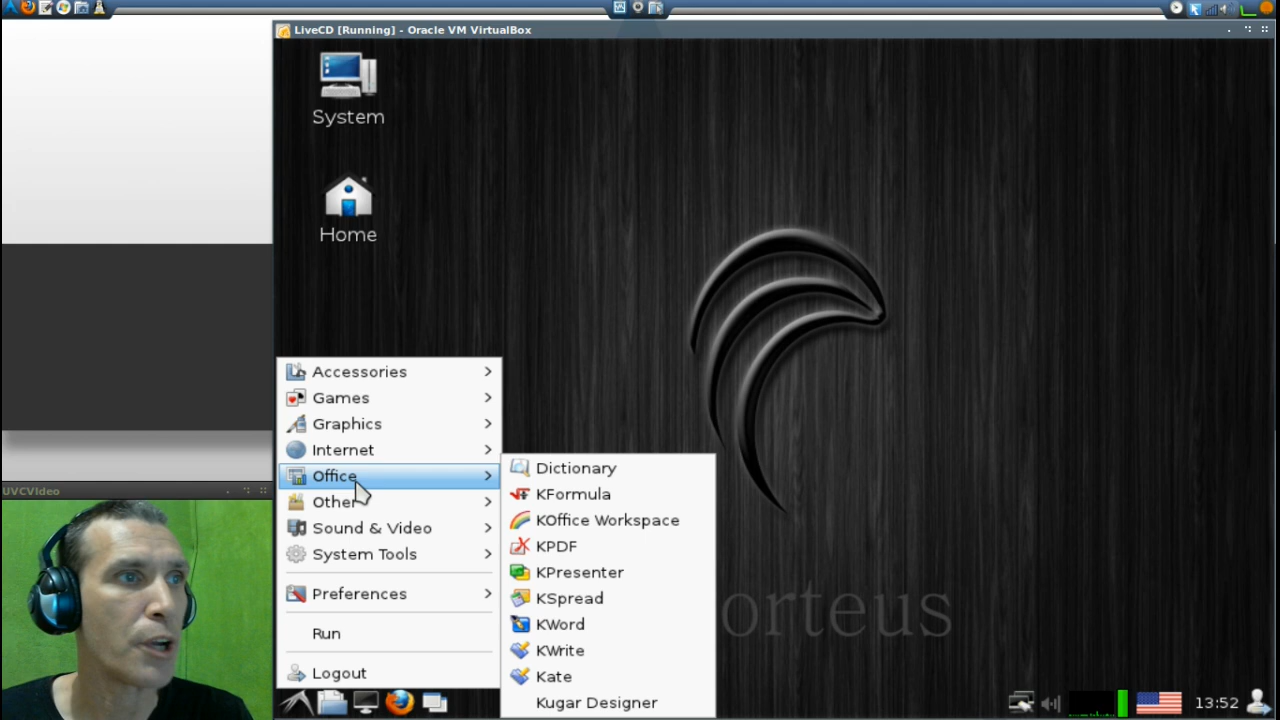 LiveCD [Running] - Oracle VM VirtualBox
System
Home
Accessories
Games
Graphics
Internet
Office
Other
Sound & Video
System Tools
Preferences
Run
Logout
Dictionary
KFormula
KOffice Workspace
KPDF
KPresenter
KSpread
KWord
KWrite
Kate
Kugar Designer
orteus
UVCVideo
13:52